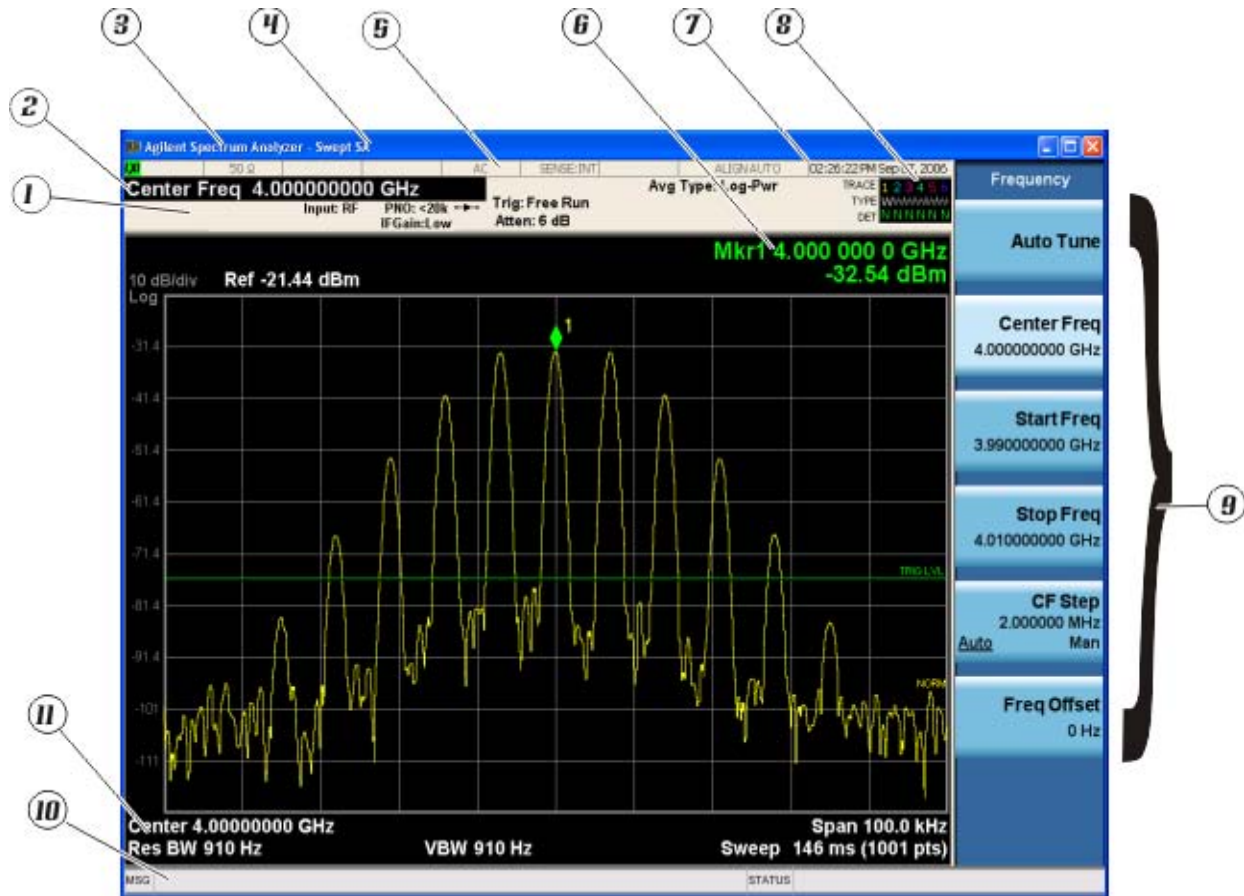 3
4
5
6
7
8
2
1
Agilent Spectrum Analyzer - Swept SA
50 Ω
AC
SENSE:INT
ALIGN AUTO
02:26:22 PM Sep 07, 2006
Center Freq 4.000000000 GHz
Input: RF
PNO: <20k
IFGain:Low
Trig: Free Run
Atten: 6 dB
Avg Type: Log-Pwr
TRACE 1 2 3 4 5 6
TYPE
DET N N N N N N
Mkr1 4.000 000 0 GHz
-32.54 dBm
10 dB/div
Log
Ref -21.44 dBm
1
-31.4
-41.4
-51.4
-61.4
-71.4
-81.4
-91.4
-101
-111
TRIG LVL
NORM
Center 4.00000000 GHz
Span 100.0 kHz
Res BW 910 Hz
VBW 910 Hz
Sweep 146 ms (1001 pts)
MSG
STATUS
Frequency
Auto Tune
Center Freq
4.000000000 GHz
Start Freq
3.990000000 GHz
Stop Freq
4.010000000 GHz
CF Step
2.000000 MHz
Auto Man
Freq Offset
0 Hz
9
11
10